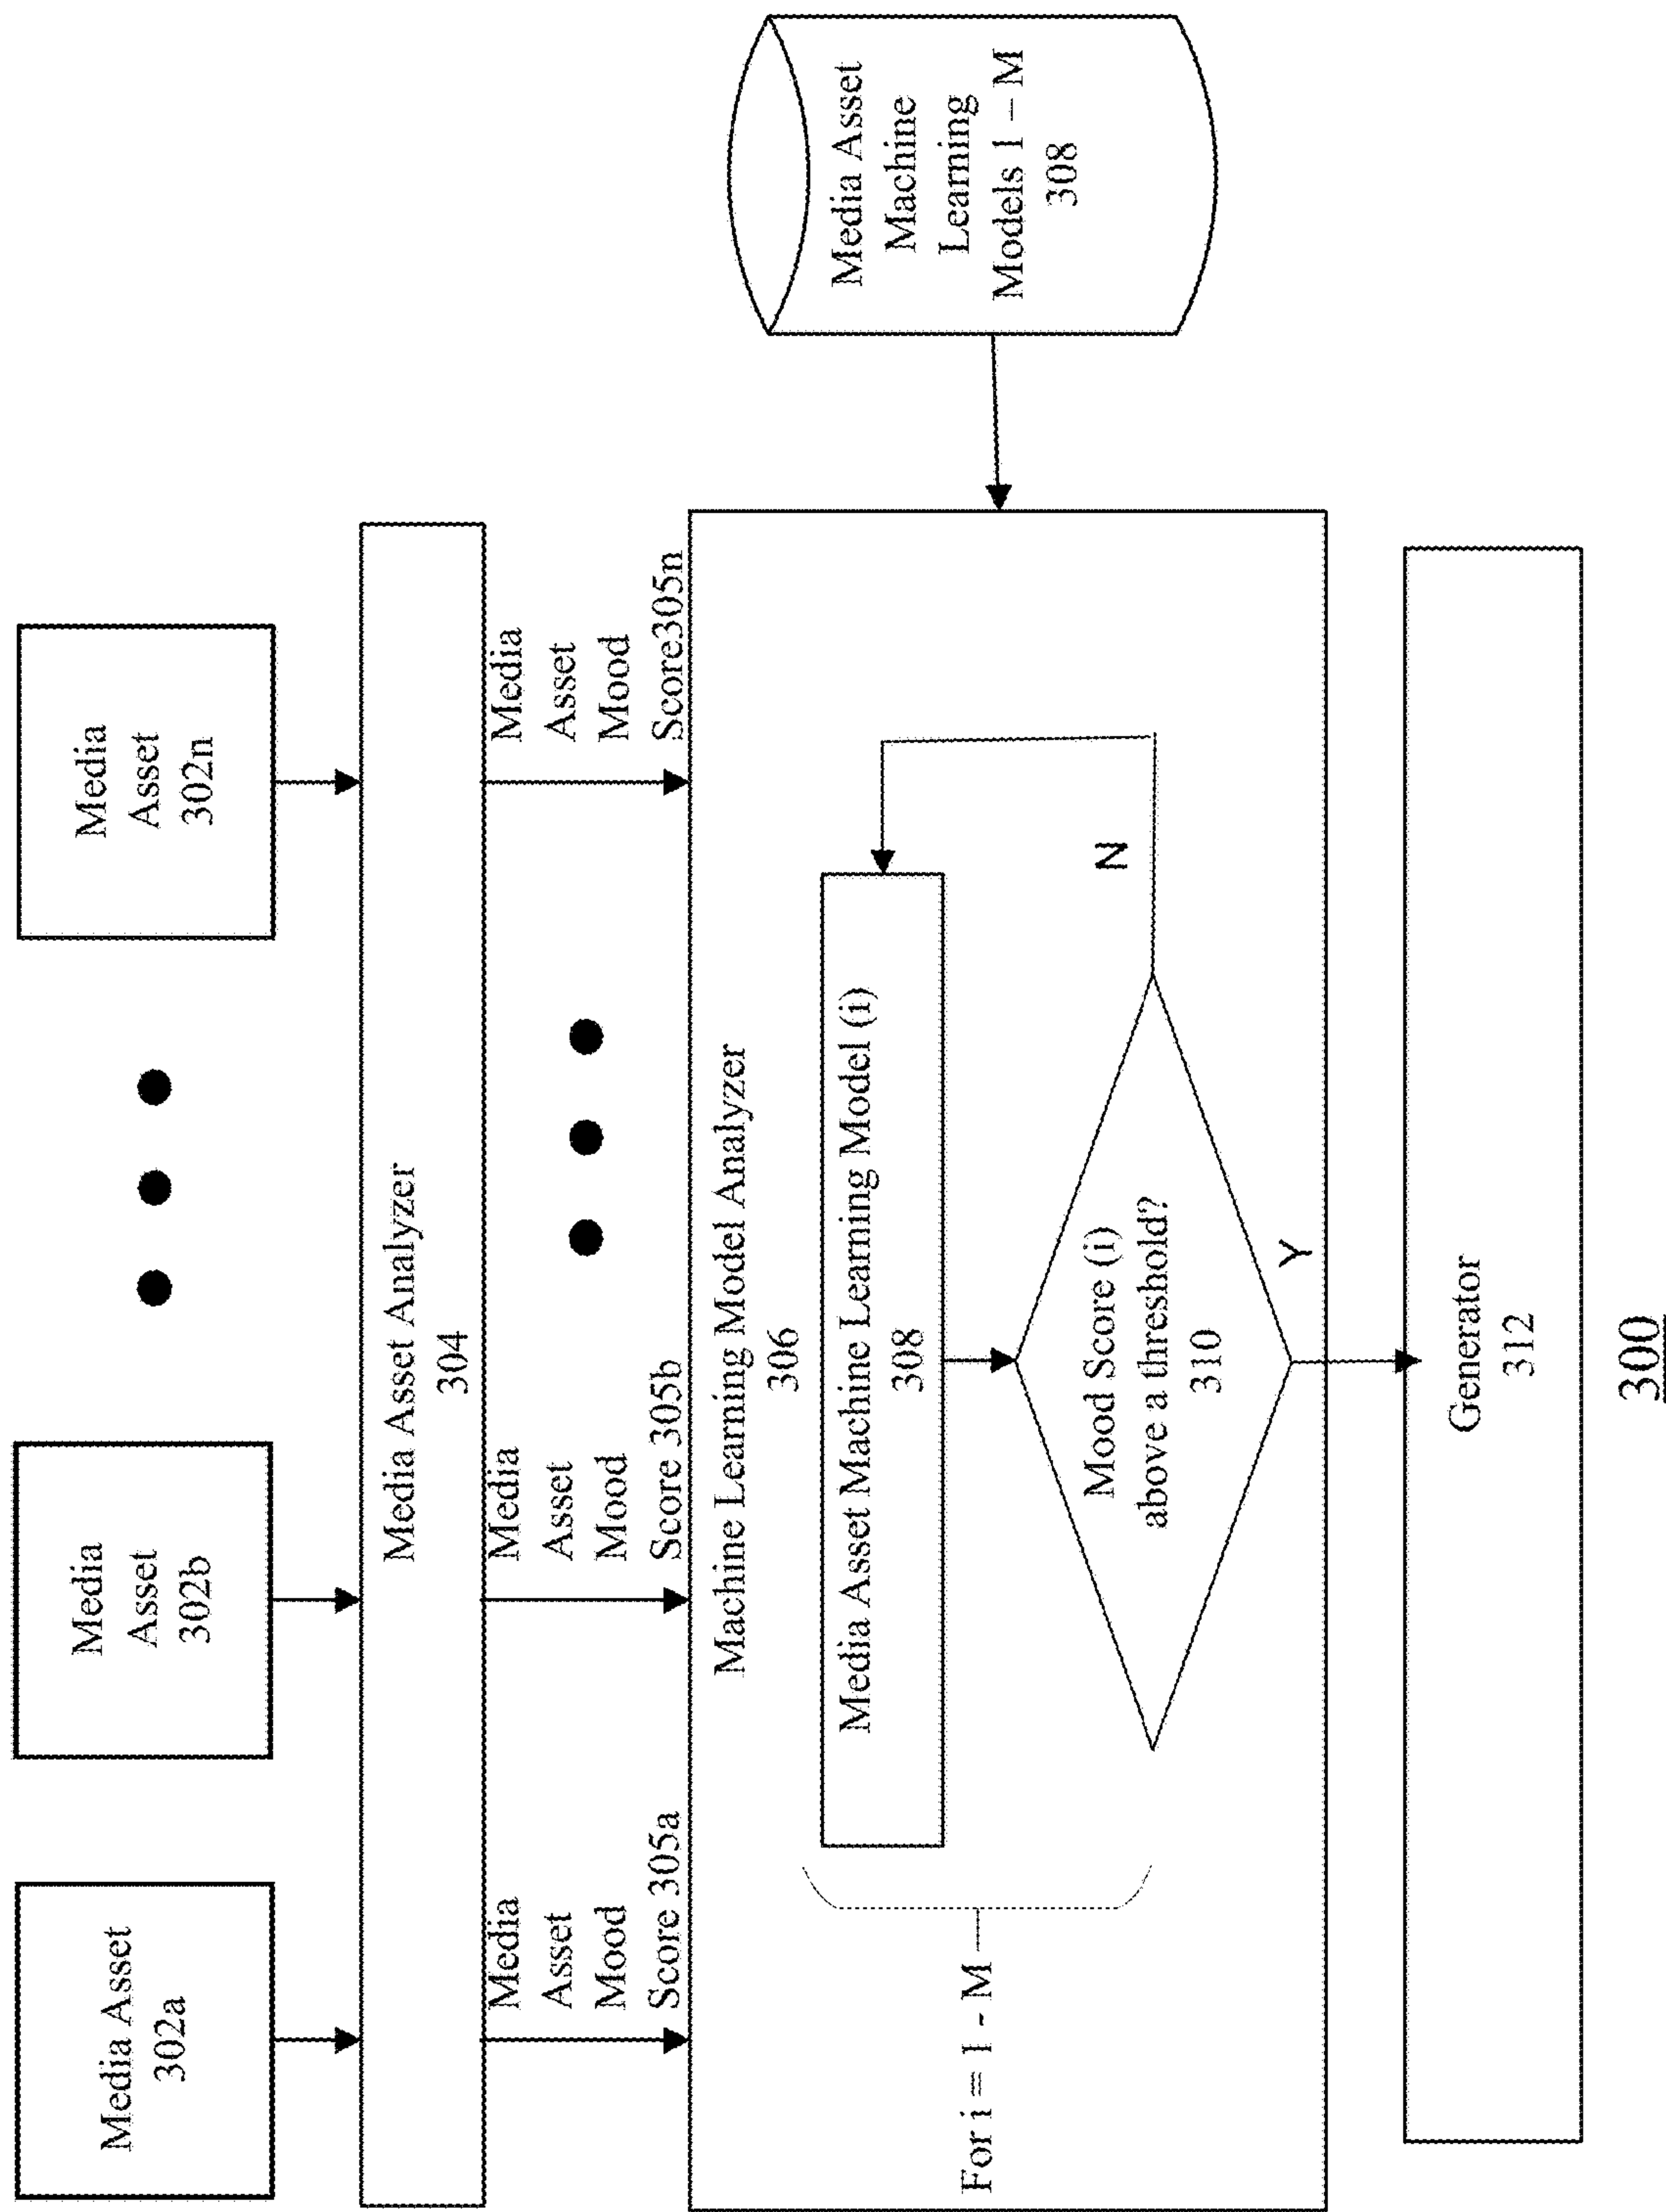 Media Asset
302a
Media
Asset
302b
Media
Asset
302n
Media Asset Analyzer
304
Media
Asset
Mood
Score 305a
Media
Asset
Mood
Score 305b
Media
Asset
Mood
Score305n
Machine Learning Model Analyzer
306
Media Asset Machine Learning Model (i)
308
For i = 1 - M
Mood Score (i)
above a threshold?
310
N
Y
Media Asset
Machine
Learning
Models 1 – M
308
Generator
312
300